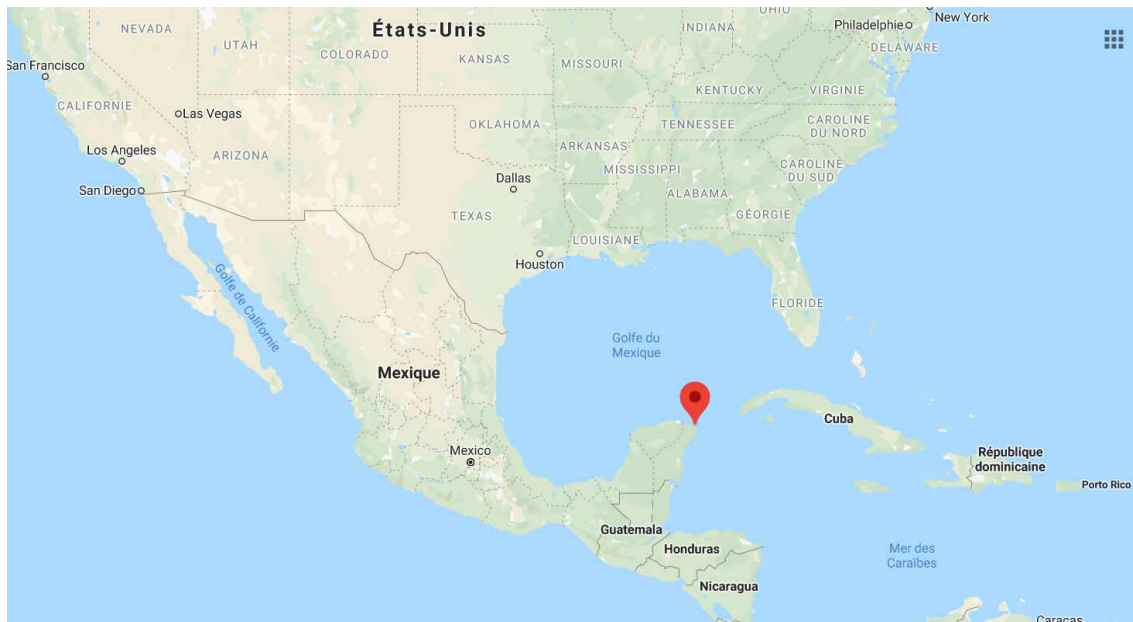 New York
OHIO
Philadelphie
NEVADA
États-Unis
INDIANA
UTAH
COLORADO
KANSAS
MISSOURI
DELAWARE
San Francisco
KENTUCKY
VIRGINIE
CALIFORNIE
Las Vegas
OKLAHOMA
TENNESSEE
CAROLINE
DU NORD
Los Angeles
ARIZONA
ARKANSAS
MISSISSIPPI
CAROLINE
DU SUD
San Diego
Dallas
ALABAMA
TEXAS
GÉORGIE
LOUISIANE
Houston
Golfe de Californie
FLORIDE
Golfe du
Mexique
Mexique
Cuba
Mexico
République
dominicaine
Porto Rico
Guatemala
Honduras
Mer des
Caraïbes
Nicaragua
Caracas